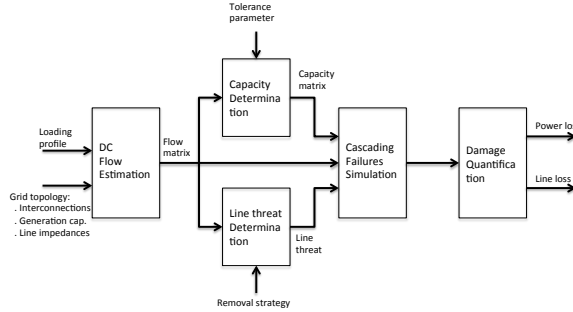 Tolerance
parameter
Capacity
Determina
tion
Capacity
matrix
Loading
profile
DC
Flow
Estimation
Flow
matrix
Cascading
Failures
Simulation
Damage
Quantifica
tion
Power los
Line loss
Grid topology:
. Interconnections
. Generation cap.
. Line impedances
Line threat
Determina
tion
Line
threat
Removal strategy